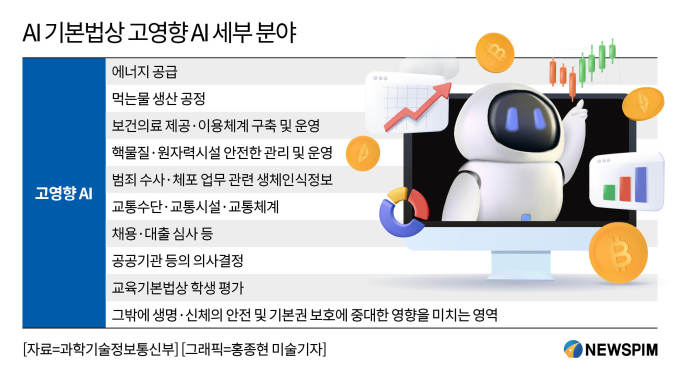 AI 기본법상 고영향 AI 세부 분야
고영향 AI
에너지 공급
먹는물 생산 공정
보건의료 제공·이용체계 구축 및 운영
핵물질·원자력시설 안전한 관리 및 운영
범죄 수사·체포 업무 관련 생체인식정보
교통수단·교통시설·교통체계
채용·대출 심사 등
공공기관 등의 의사결정
교육기본법상 학생 평가
그밖에 생명·신체의 안전 및 기본권 보호에 중대한 영향을 미치는 영역
[자료=과학기술정보통신부] [그래픽=홍종현 미술기자]
NEWSPIM